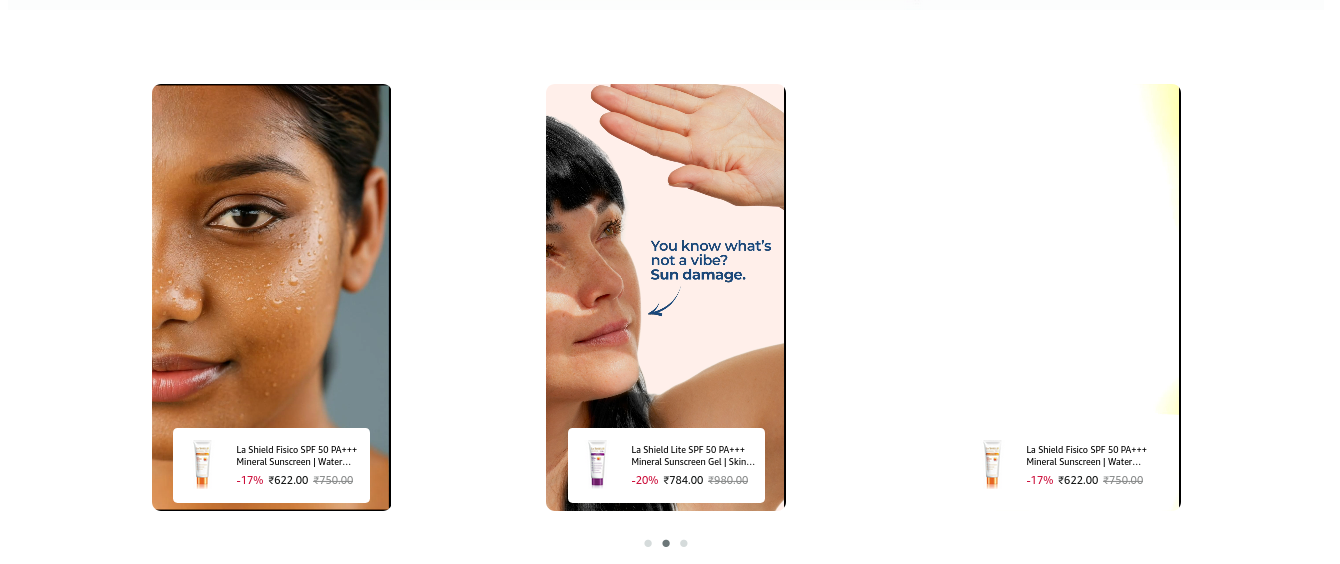 La Shield Fisico SPF 50 PA+++
Mineral Sunscreen | Water...
-17% ₹622.00 ₹750.00
You know what's
not a vibe?
Sun damage.
La Shield Lite SPF 50 PA+++
Mineral Sunscreen Gel | Skin...
-20% ₹784.00 ₹980.00
La Shield Fisico SPF 50 PA+++
Mineral Sunscreen | Water...
-17% ₹622.00 ₹750.00